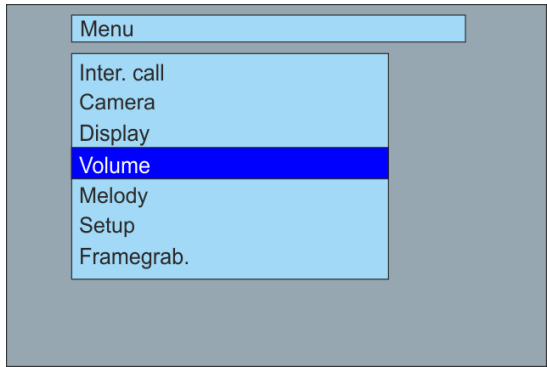 Menu
Inter. call
Camera
Display
Volume
Melody
Setup
Framegrab.